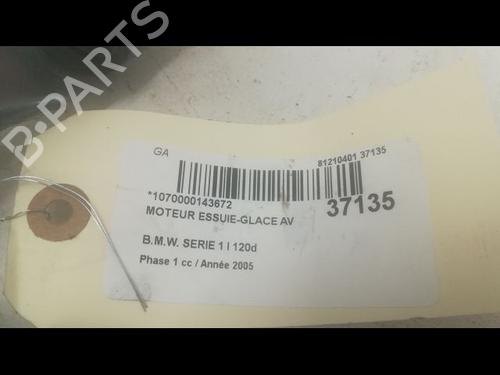 B-PARTS
GA
81210401 37135
*1070000143672
37135
MOTEUR ESSUIE-GLACE AV
B.M.W. SERIE 1 I 120d
Phase 1 cc / Année 2005